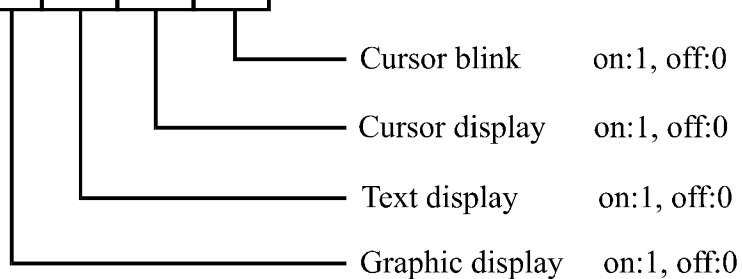 Cursor blink on:1, off:0
Cursor display on:1, off:0
Text display on:1, off:0
Graphic display on:1, off:0